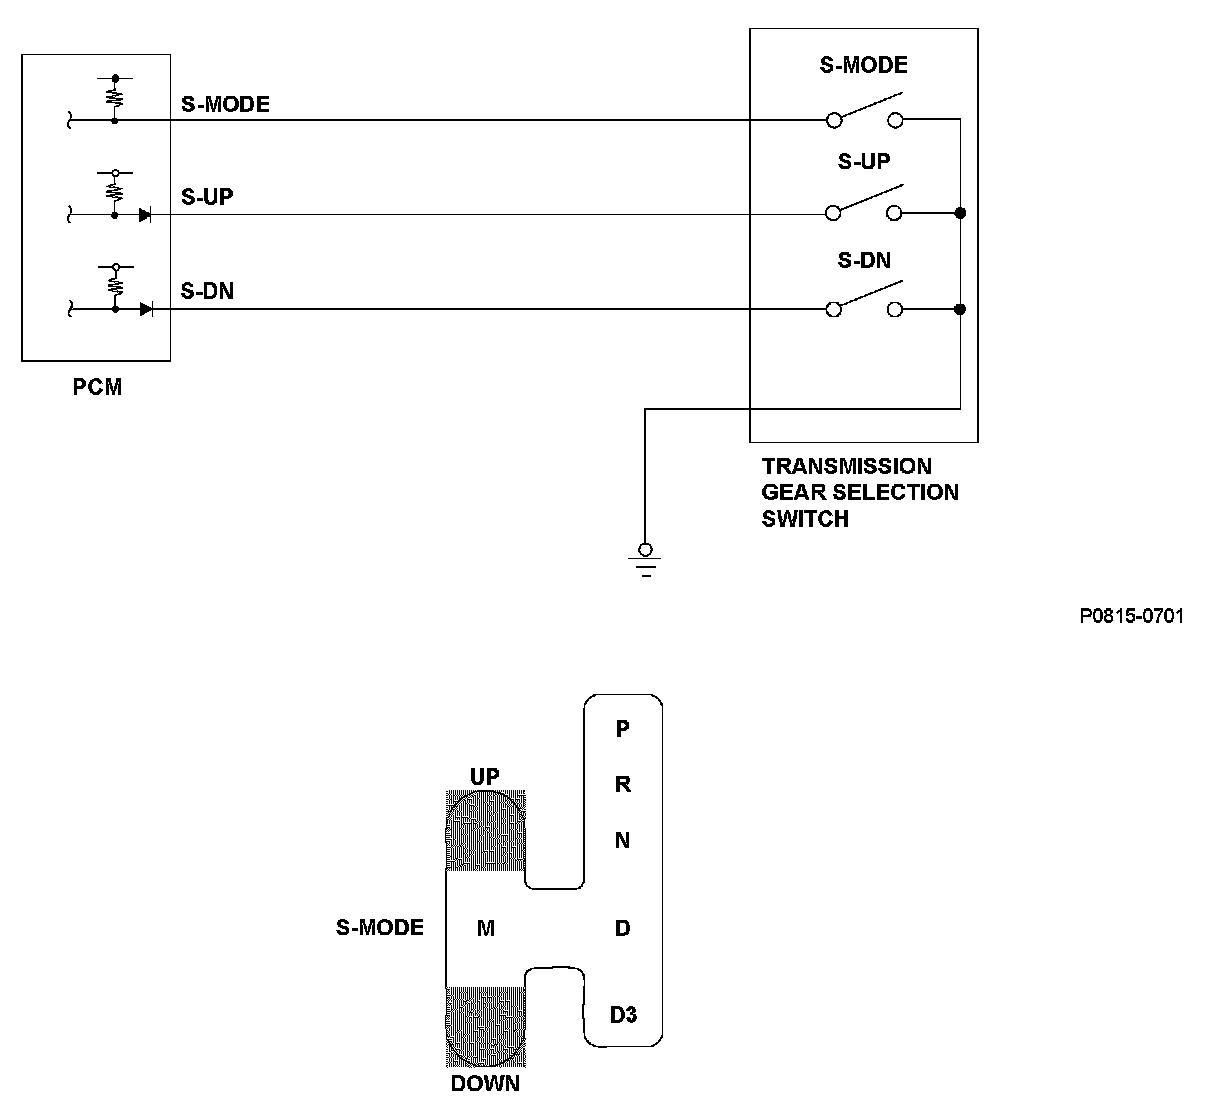 S-MODE
S-MODE
S-UP
S-UP
S-DN
S-DN
PCM
TRANSMISSION
GEAR SELECTION
SWITCH
P0815-0701
P
R
N
D
D3
UP
S-MODE
M
DOWN